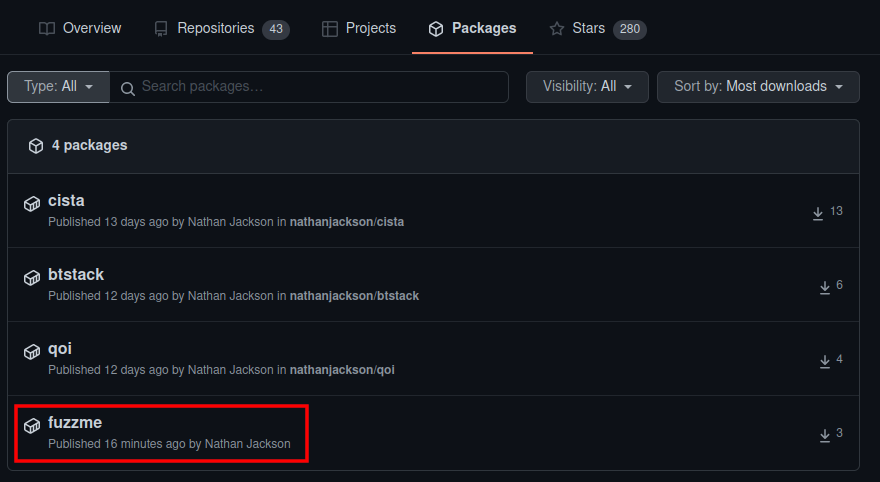 Overview Repositories 43 Projects Packages Stars 280
Type: All Search packages... Visibility: All Sort by: Most downloads
4 packages
cista
Published 13 days ago by Nathan Jackson in nathanjackson/cista 13
btstack
Published 12 days ago by Nathan Jackson in nathanjackson/btstack 6
qoi
Published 12 days ago by Nathan Jackson in nathanjackson/qoi 4
fuzzme
Published 16 minutes ago by Nathan Jackson 3